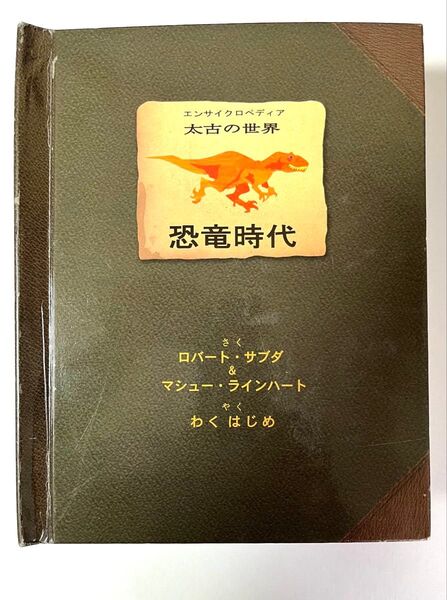 エンサイクロペディア
太古の世界
恐竜時代
さく
ロバート・サブダ
&
マシュー・ラインハート
やく
わく はじめ